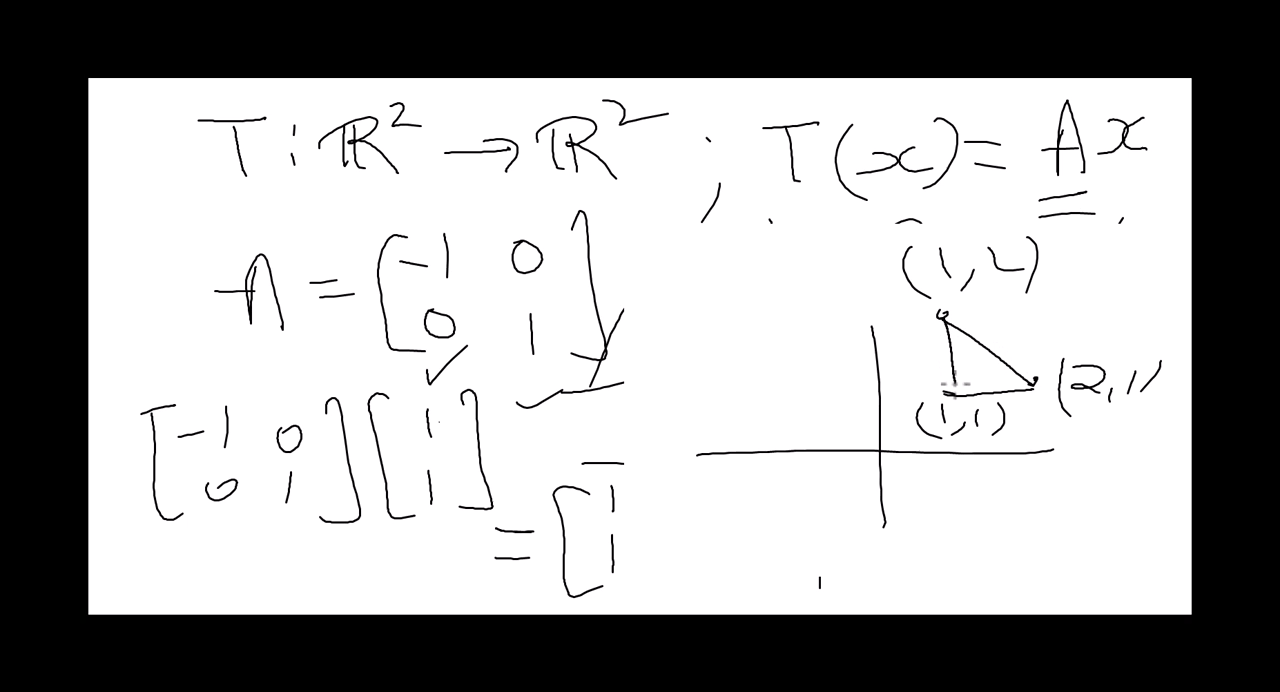 T : ℝ² → ℝ² ; T(x) = Ax.
A = [-1 0
0 1]
(1, 2)
(2, 1)
(1, 1)
[-1 0
0 1] [1
1]
= [1
1